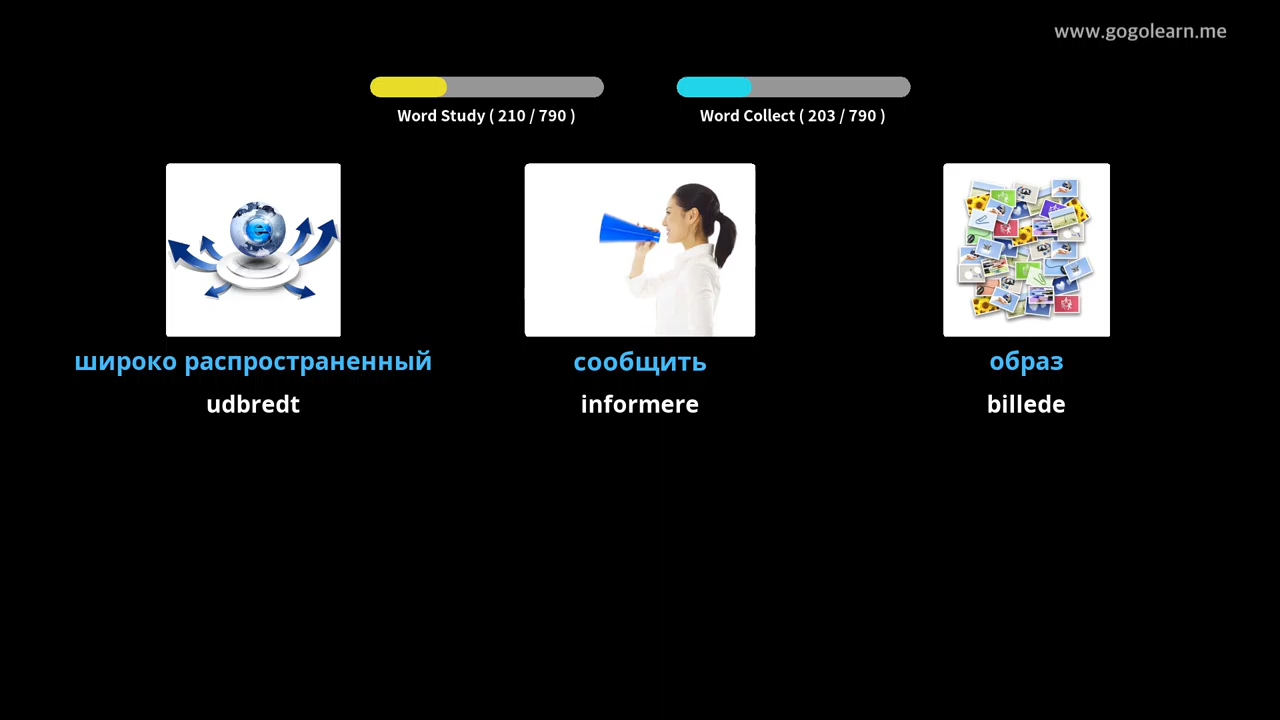 www.gogolearn.me
Word Study ( 210 / 790 )
Word Collect ( 203 / 790 )
широко распространенный
сообщить
образ
udbredt
informere
billede